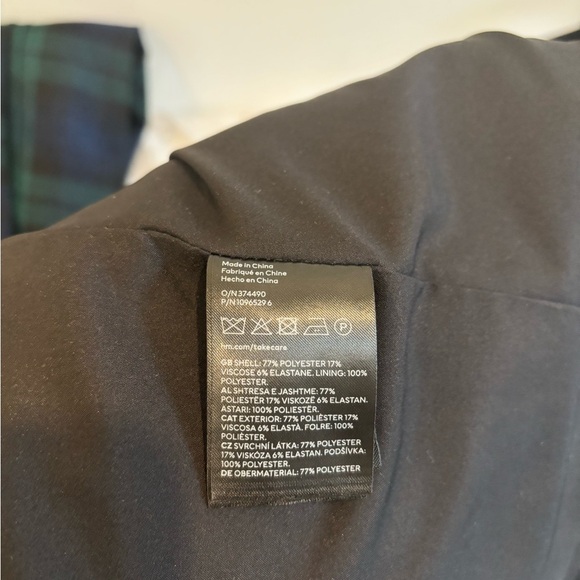 Made in China
Fabriqué en Chine
Hecho en China
O/N 374490
P/N 1096529 6
P
hm.com/takecare
GB SHELL: 77% POLYESTER 17%
VISCOSE 6% ELASTANE. LINING: 100%
POLYESTER.
AL SHTRESA E JASHTME: 77%
POLIESTËR 17% VISKOZË 6% ELASTAN.
ASTARI: 100% POLIESTËR.
CAT EXTERIOR: 77% POLIÈSTER 17%
VISCOSA 6% ELASTÀ. FOLRE: 100%
POLIÈSTER.
CZ SVRCHNÍ LÁTKA: 77% POLYESTER
17% VISKÓZA 6% ELASTAN. PODŠÍVKA:
100% POLYESTER.
DE OBERMATERIAL: 77% POLYESTER